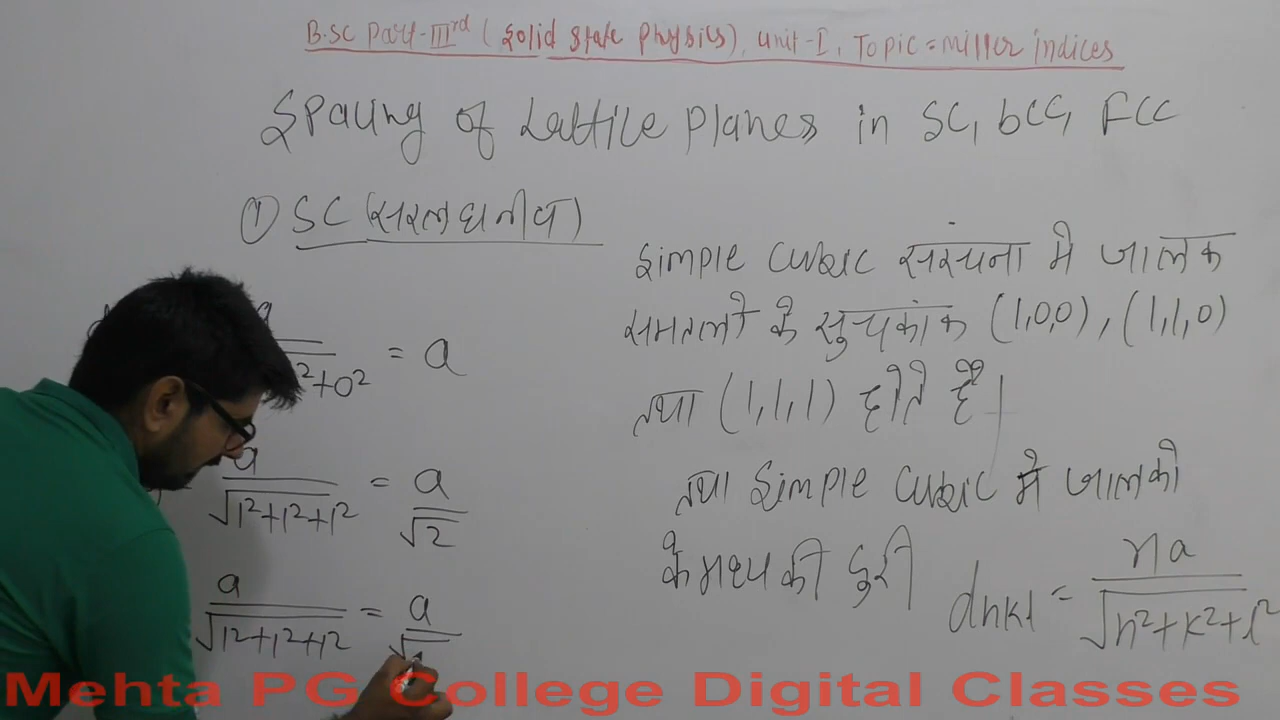 B.SC Part-IIIrd (Solid State Physics), Unit-I, Topic = Miller indices
Spacing of Lattice Planes in SC, bCC, FCC
① SC (सरल घनीय)
Simple Cubic संरचना मे जालक
समतलों के सुचकांक (1,0,0), (1,1,0)
तथा (1,1,1) होते हैं।
तथा Simple Cubic में जालको
के मध्य की दुरी dhkl = na / √h²+k²+l²
a / ²+0² = a
a / √1²+1²+1² = a / √2
a / √1²+1²+1² = a / √
Mehta PG College Digital Classes